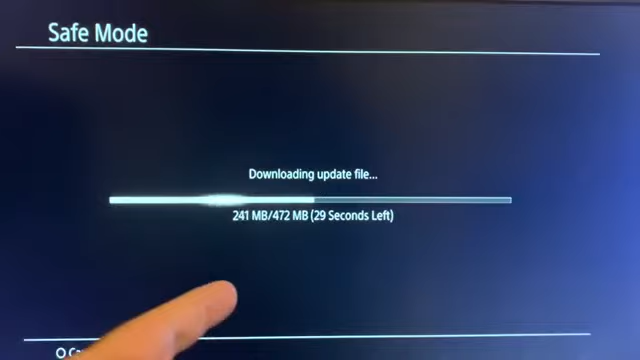 Safe Mode
Downloading update file...
241 MB/472 MB (29 Seconds Left)